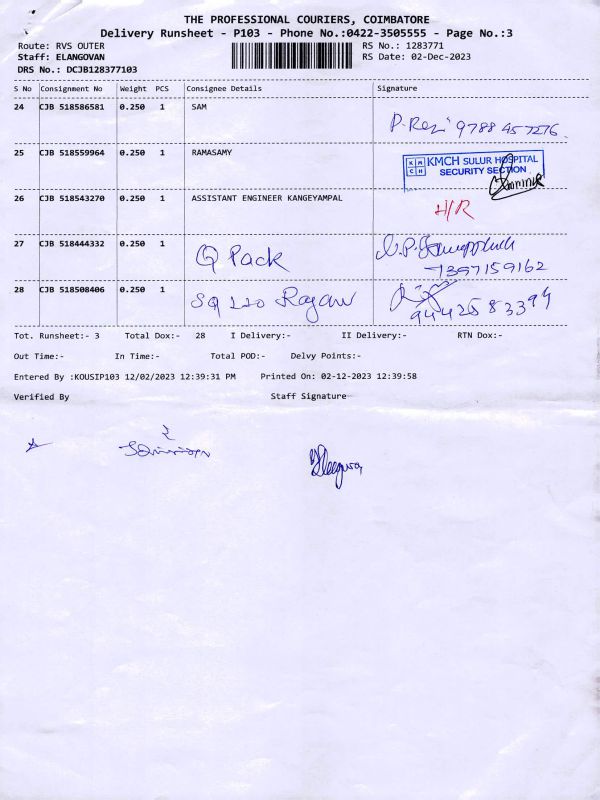 THE PROFESSIONAL COURIERS, COIMBATORE
Delivery Runsheet - P103 - Phone No.:0422-3505555 - Page No.:3
Route: RVS OUTER RS No.: 1283771
Staff: ELANGOVAN RS Date: 02-Dec-2023
DRS No.: DCJB128377103
S No Consignment No Weight PCS Consignee Details Signature
24 CJB 518586581 0.250 1 SAM
9788457276
25 CJB 518559964 0.250 1 RAMASAMY
KMCH KMCH SULUR HOSPITAL
SECURITY SECTION
26 CJB 518543270 0.250 1 ASSISTANT ENGINEER KANGEYAMPAL
H/R
27 CJB 518444332 0.250 1 Q Pack
7397159162
28 CJB 518508406 0.250 1
9442583394
Tot. Runsheet:- 3 Total Dox:- 28 I Delivery:- II Delivery:- RTN Dox:-
Out Time:- In Time:- Total POD:- Delvy Points:-
Entered By :KOUSIP103 12/02/2023 12:39:31 PM Printed On: 02-12-2023 12:39:58
Verified By Staff Signature